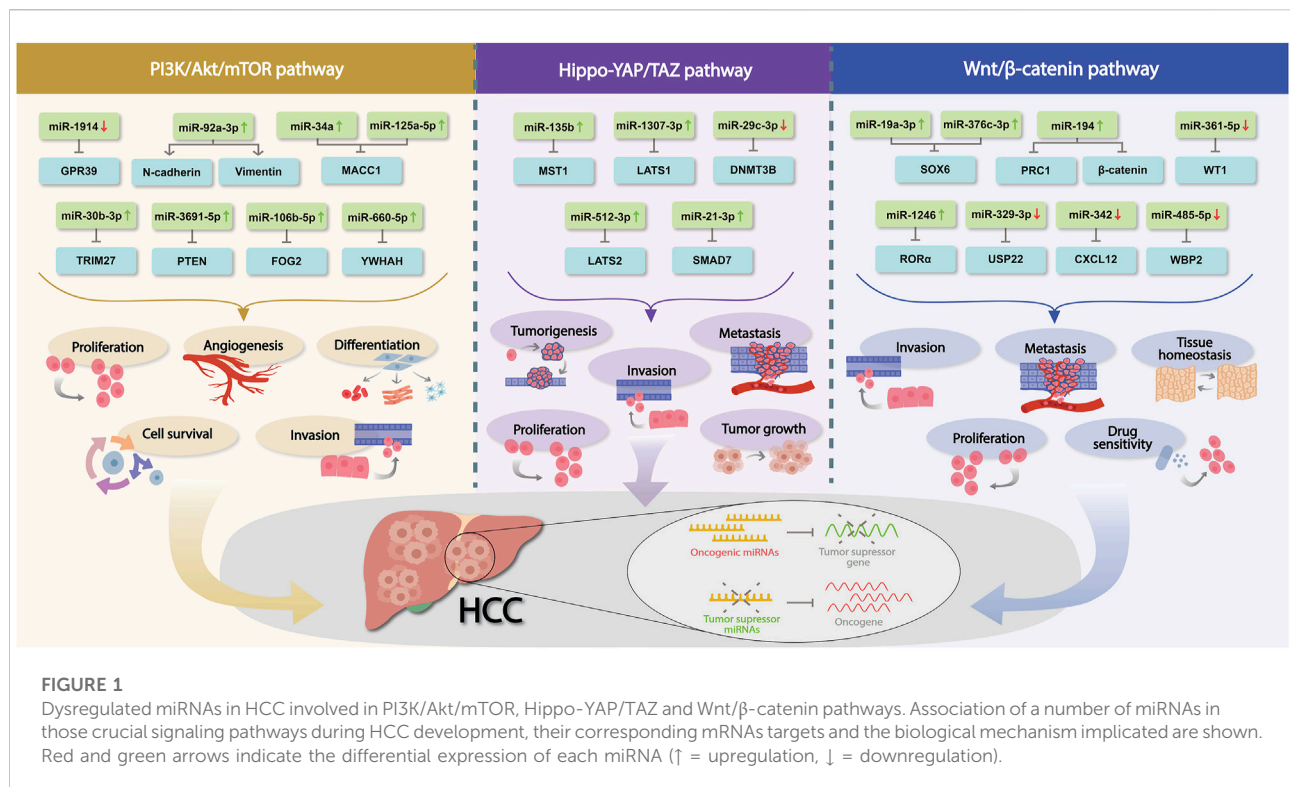 PI3K/Akt/mTOR pathway
Hippo-YAP/TAZ pathway
Wnt/β-catenin pathway
miR-1914 ↓
miR-92a-3p ↑
miR-34a ↑
miR-125a-5p ↑
GPR39
N-cadherin
Vimentin
MACC1
miR-30b-3p ↑
miR-3691-5p ↑
miR-106b-5p ↑
miR-660-5p ↑
TRIM27
PTEN
FOG2
YWHAH
Proliferation
Angiogenesis
Differentiation
Cell survival
Invasion
miR-135b ↑
miR-1307-3p ↑
miR-29c-3p ↓
MST1
LATS1
DNMT3B
miR-512-3p ↑
miR-21-3p ↑
LATS2
SMAD7
Tumorigenesis
Metastasis
Invasion
Proliferation
Tumor growth
miR-19a-3p ↑
miR-376c-3p ↑
miR-194 ↑
miR-361-5p ↓
SOX6
PRC1
β-catenin
WT1
miR-1246 ↑
miR-329-3p ↓
miR-342 ↓
miR-485-5p ↓
RORα
USP22
CXCL12
WBP2
Invasion
Metastasis
Tissue
homeostasis
Proliferation
Drug
sensitivity
HCC
Oncogenic miRNAs
Tumor supressor
gene
Tumor supressor
miRNAs
Oncogene
FIGURE 1
Dysregulated miRNAs in HCC involved in PI3K/Akt/mTOR, Hippo-YAP/TAZ and Wnt/β-catenin pathways. Association of a number of miRNAs in
those crucial signaling pathways during HCC development, their corresponding mRNAs targets and the biological mechanism implicated are shown.
Red and green arrows indicate the differential expression of each miRNA (↑ = upregulation, ↓ = downregulation).